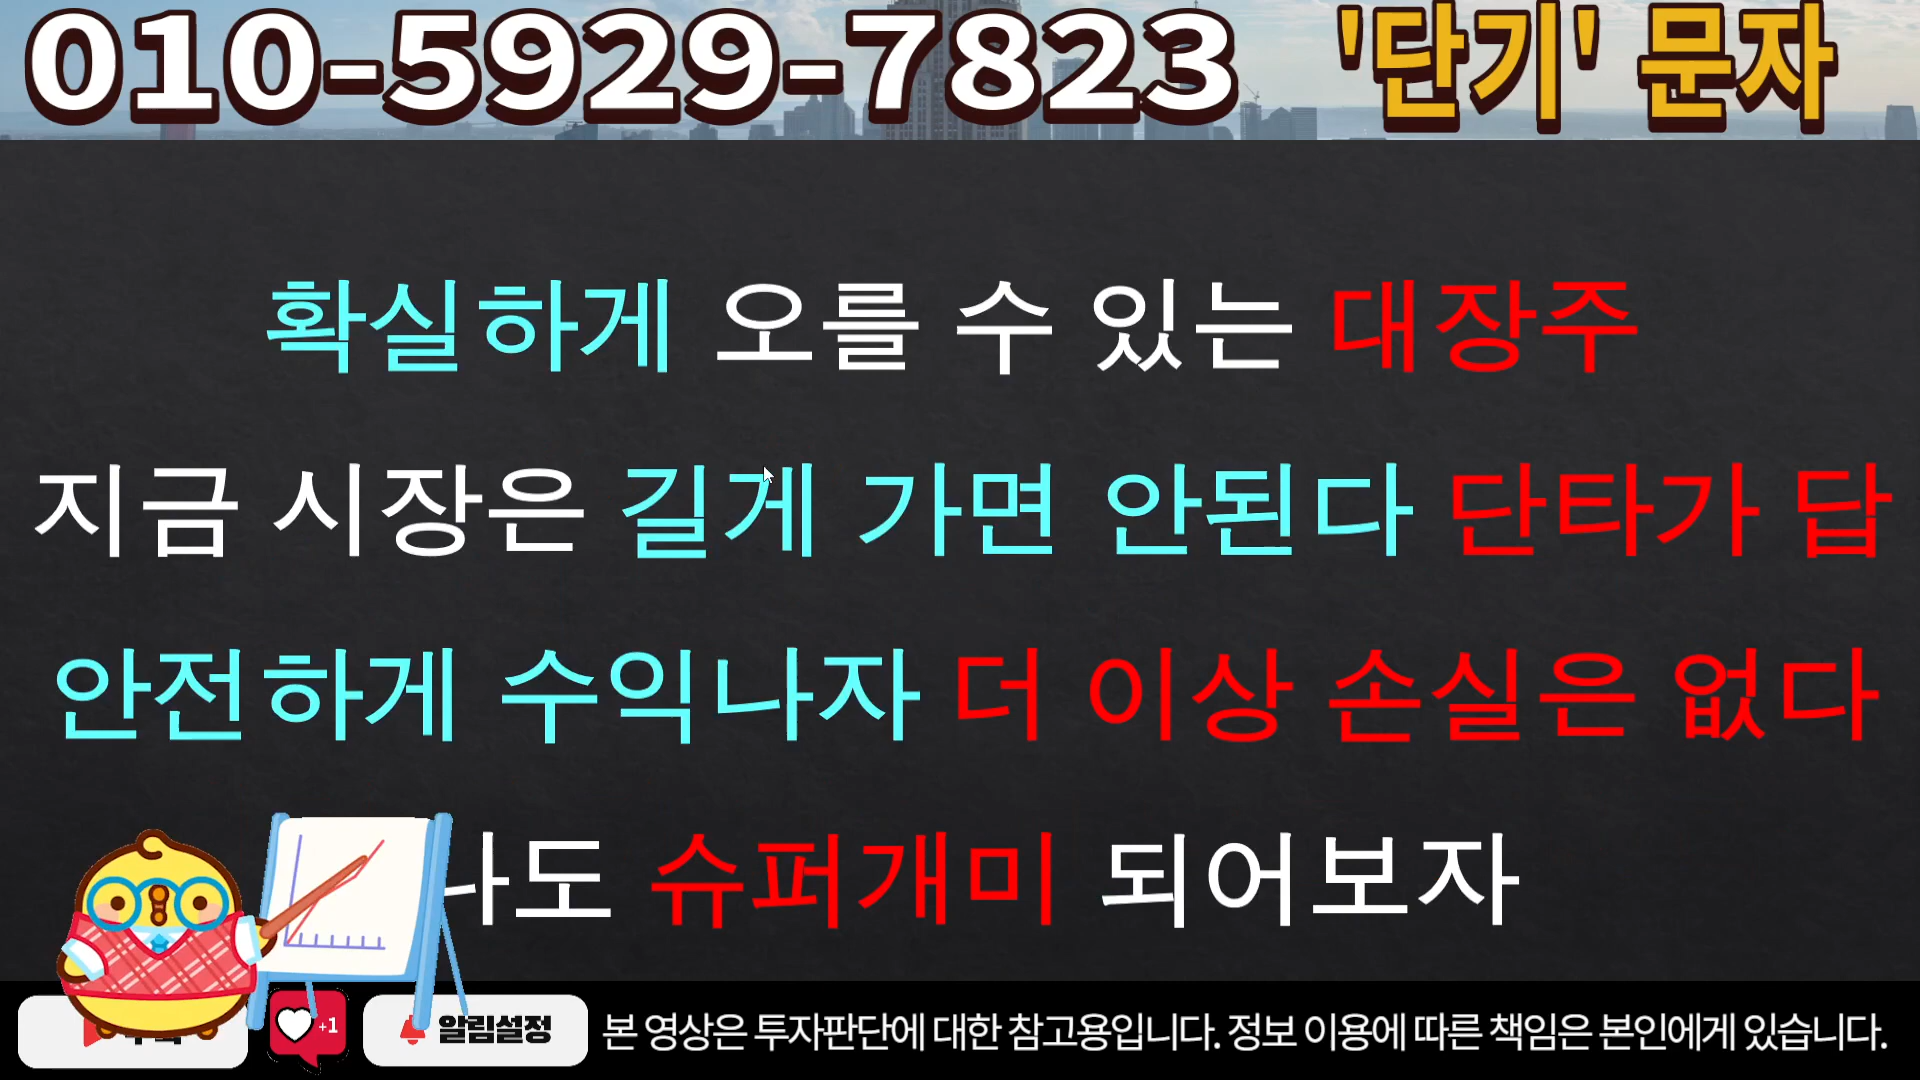 010-5929-7823 '단기' 문자
확실하게 오를 수 있는 대장주
지금 시장은 길게 가면 안된다 단타가 답
안전하게 수익나자 더 이상 손실은 없다
나도 슈퍼개미 되어보자
+1
알림설정
본 영상은 투자판단에 대한 참고용입니다. 정보 이용에 따른 책임은 본인에게 있습니다.